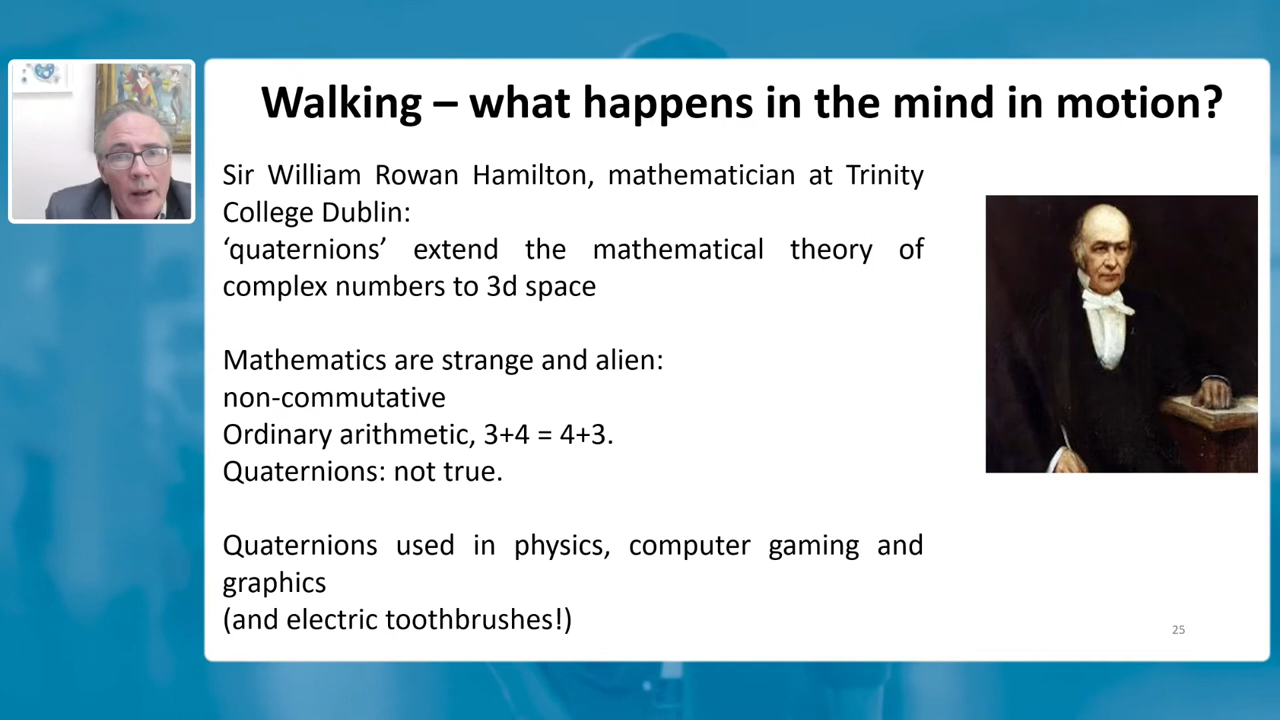 Walking – what happens in the mind in motion?
Sir William Rowan Hamilton, mathematician at Trinity
College Dublin:
‘quaternions’ extend the mathematical theory of
complex numbers to 3d space
Mathematics are strange and alien:
non-commutative
Ordinary arithmetic, 3+4 = 4+3.
Quaternions: not true.
Quaternions used in physics, computer gaming and
graphics
(and electric toothbrushes!)
25